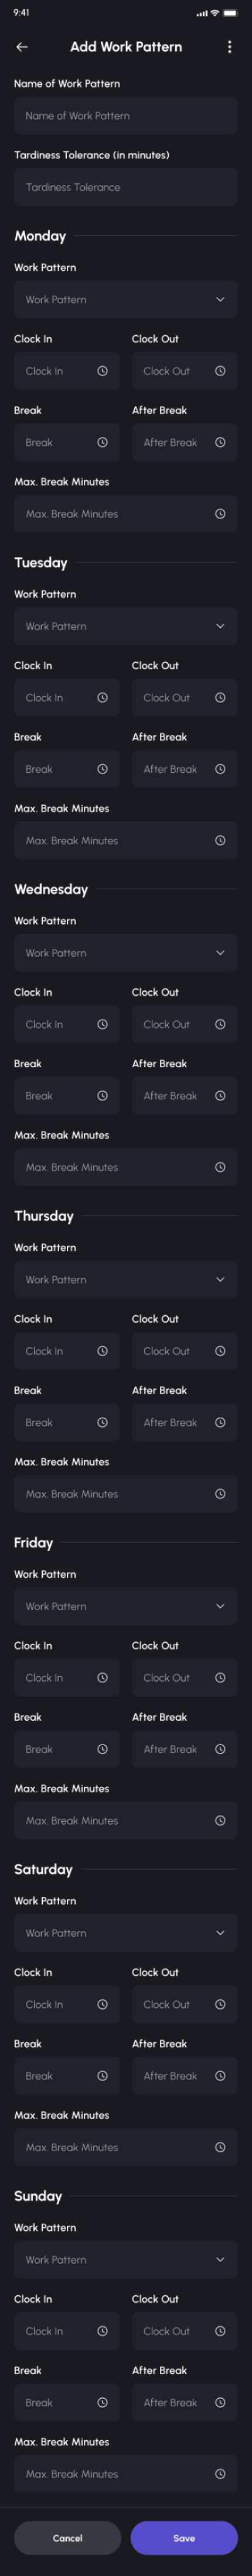 9:41
Add Work Pattern
Name of Work Pattern
Name of Work Pattern
Tardiness Tolerance (in minutes)
Tardiness Tolerance
Monday
Work Pattern
Work Pattern
Clock In Clock Out
Clock In Clock Out
Break After Break
Break After Break
Max. Break Minutes
Max. Break Minutes
Tuesday
Work Pattern
Work Pattern
Clock In Clock Out
Clock In Clock Out
Break After Break
Break After Break
Max. Break Minutes
Max. Break Minutes
Wednesday
Work Pattern
Work Pattern
Clock In Clock Out
Clock In Clock Out
Break After Break
Break After Break
Max. Break Minutes
Max. Break Minutes
Thursday
Work Pattern
Work Pattern
Clock In Clock Out
Clock In Clock Out
Break After Break
Break After Break
Max. Break Minutes
Max. Break Minutes
Friday
Work Pattern
Work Pattern
Clock In Clock Out
Clock In Clock Out
Break After Break
Break After Break
Max. Break Minutes
Max. Break Minutes
Saturday
Work Pattern
Work Pattern
Clock In Clock Out
Clock In Clock Out
Break After Break
Break After Break
Max. Break Minutes
Max. Break Minutes
Sunday
Work Pattern
Work Pattern
Clock In Clock Out
Clock In Clock Out
Break After Break
Break After Break
Max. Break Minutes
Max. Break Minutes
Cancel Save